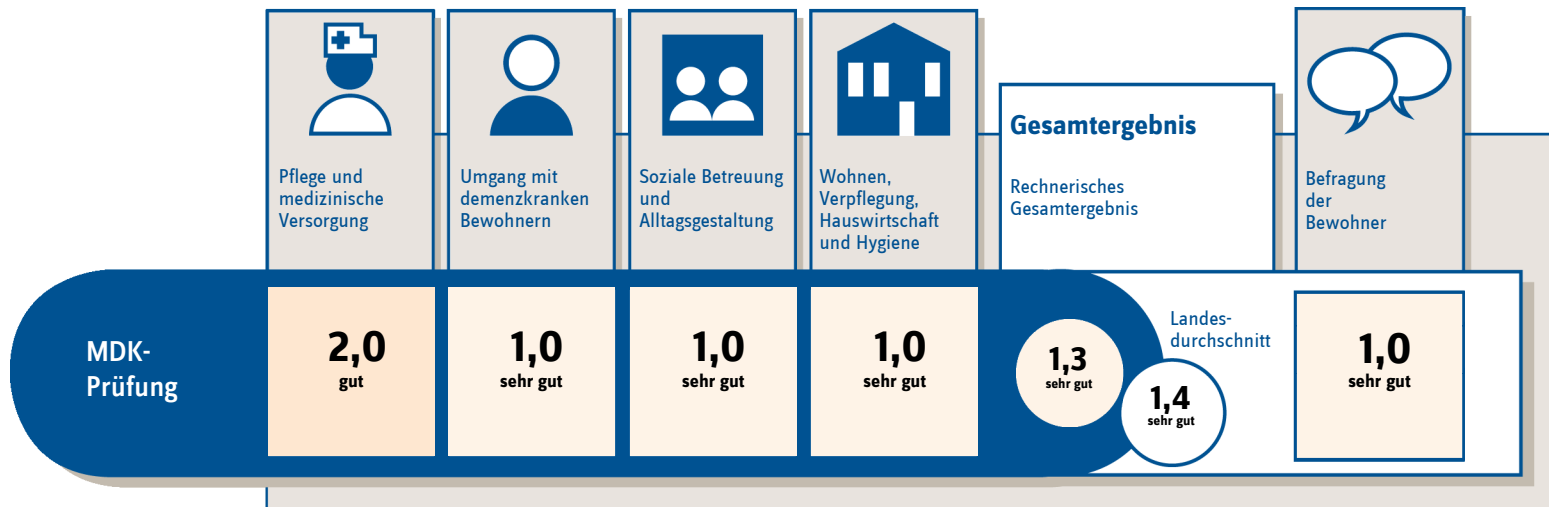 Pflege und
medizinische
Versorgung
Umgang mit
demenzkranken
Bewohnern
Soziale Betreuung
und
Alltagsgestaltung
Wohnen,
Verpflegung,
Hauswirtschaft
und Hygiene
Gesamtergebnis
Rechnerisches
Gesamtergebnis
Befragung
der
Bewohner
MDK-
Prüfung
2,0
gut
1,0
sehr gut
1,0
sehr gut
1,0
sehr gut
1,3
sehr gut
Landes-
durchschnitt
1,4
sehr gut
1,0
sehr gut